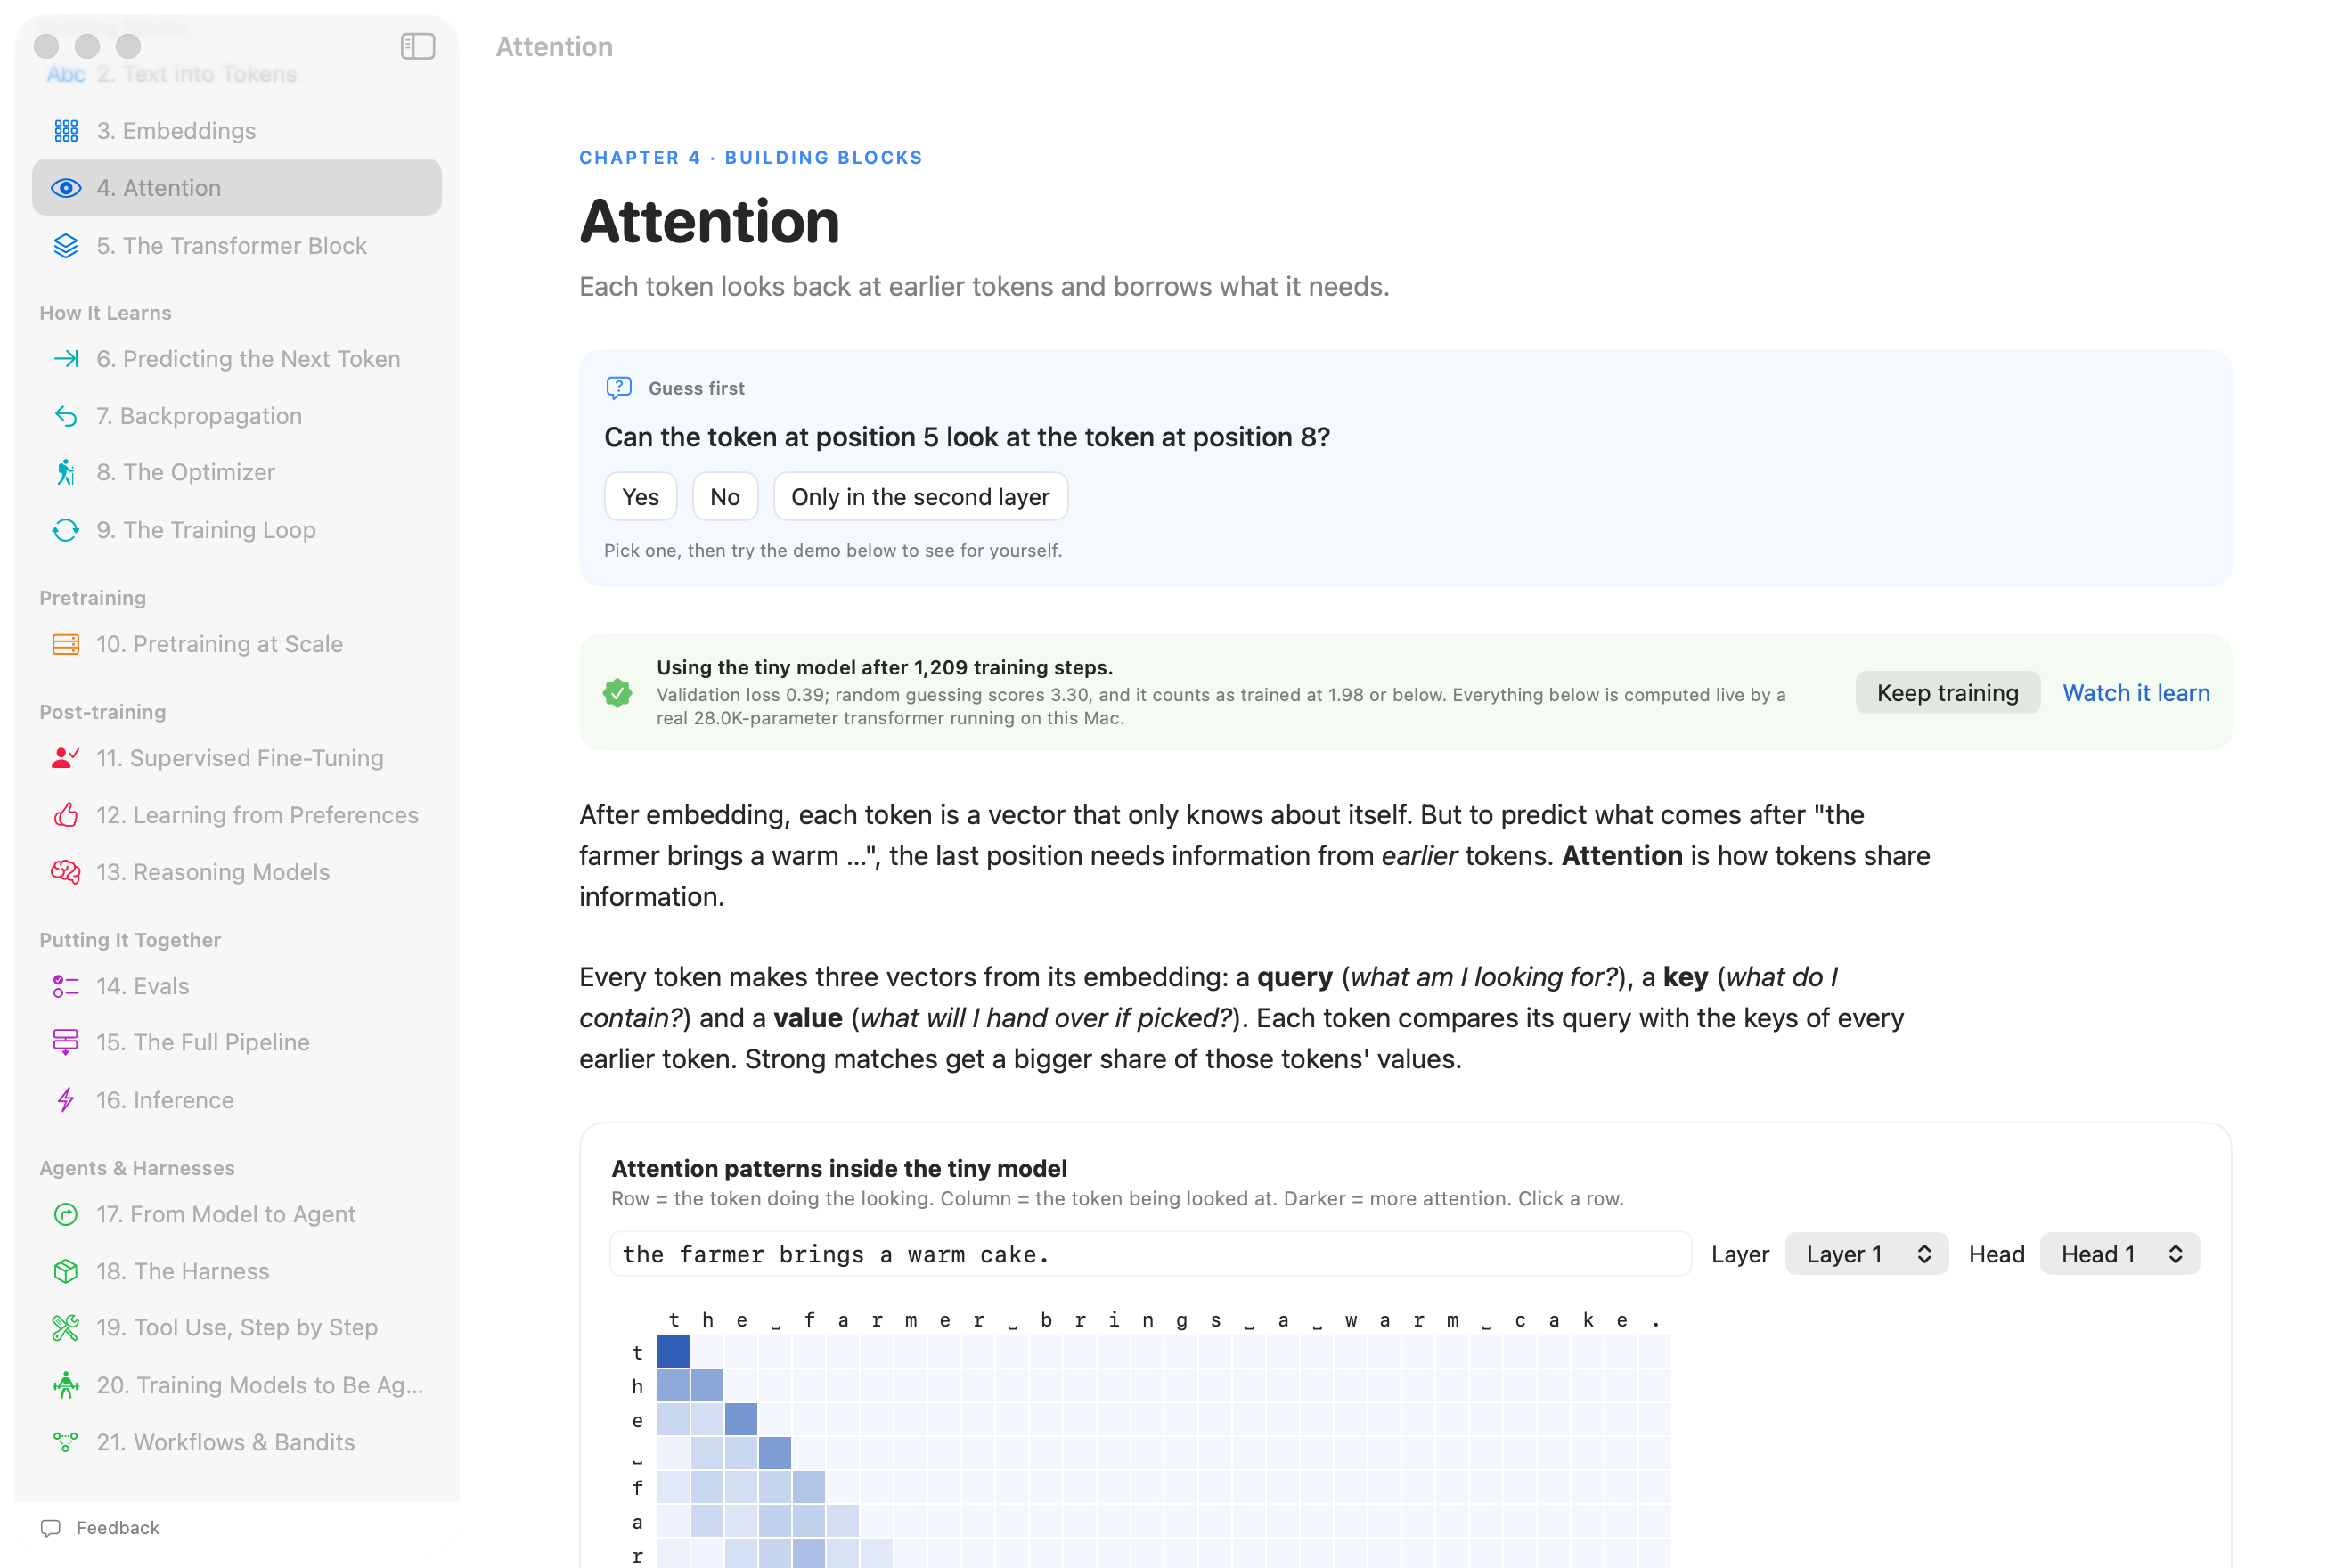 Abc 2. Text into Tokens
3. Embeddings
4. Attention
5. The Transformer Block
How It Learns
6. Predicting the Next Token
7. Backpropagation
8. The Optimizer
9. The Training Loop
Pretraining
10. Pretraining at Scale
Post-training
11. Supervised Fine-Tuning
12. Learning from Preferences
13. Reasoning Models
Putting It Together
14. Evals
15. The Full Pipeline
16. Inference
Agents & Harnesses
17. From Model to Agent
18. The Harness
19. Tool Use, Step by Step
20. Training Models to Be Ag...
21. Workflows & Bandits
Feedback
Attention
CHAPTER 4 · BUILDING BLOCKS
Attention
Each token looks back at earlier tokens and borrows what it needs.
Guess first
Can the token at position 5 look at the token at position 8?
Yes No Only in the second layer
Pick one, then try the demo below to see for yourself.
Using the tiny model after 1,209 training steps.
Validation loss 0.39; random guessing scores 3.30, and it counts as trained at 1.98 or below. Everything below is computed live by a
real 28.0K-parameter transformer running on this Mac.
Keep training Watch it learn
After embedding, each token is a vector that only knows about itself. But to predict what comes after "the
farmer brings a warm ...", the last position needs information from earlier tokens. Attention is how tokens share
information.
Every token makes three vectors from its embedding: a query (what am I looking for?), a key (what do I
contain?) and a value (what will I hand over if picked?). Each token compares its query with the keys of every
earlier token. Strong matches get a bigger share of those tokens' values.
Attention patterns inside the tiny model
Row = the token doing the looking. Column = the token being looked at. Darker = more attention. Click a row.
the farmer brings a warm cake. Layer Layer 1 Head Head 1
t h e ⎵ f a r m e r ⎵ b r i n g s ⎵ a ⎵ w a r m ⎵ c a k e .
t
h
e
⎵
f
a
r